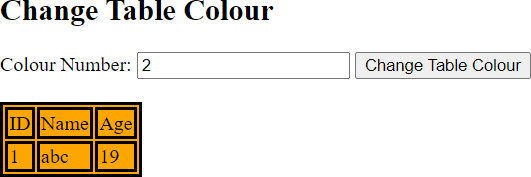 Change Table Colour
Colour Number: 2 Change Table Colour
ID Name Age
1 abc 19